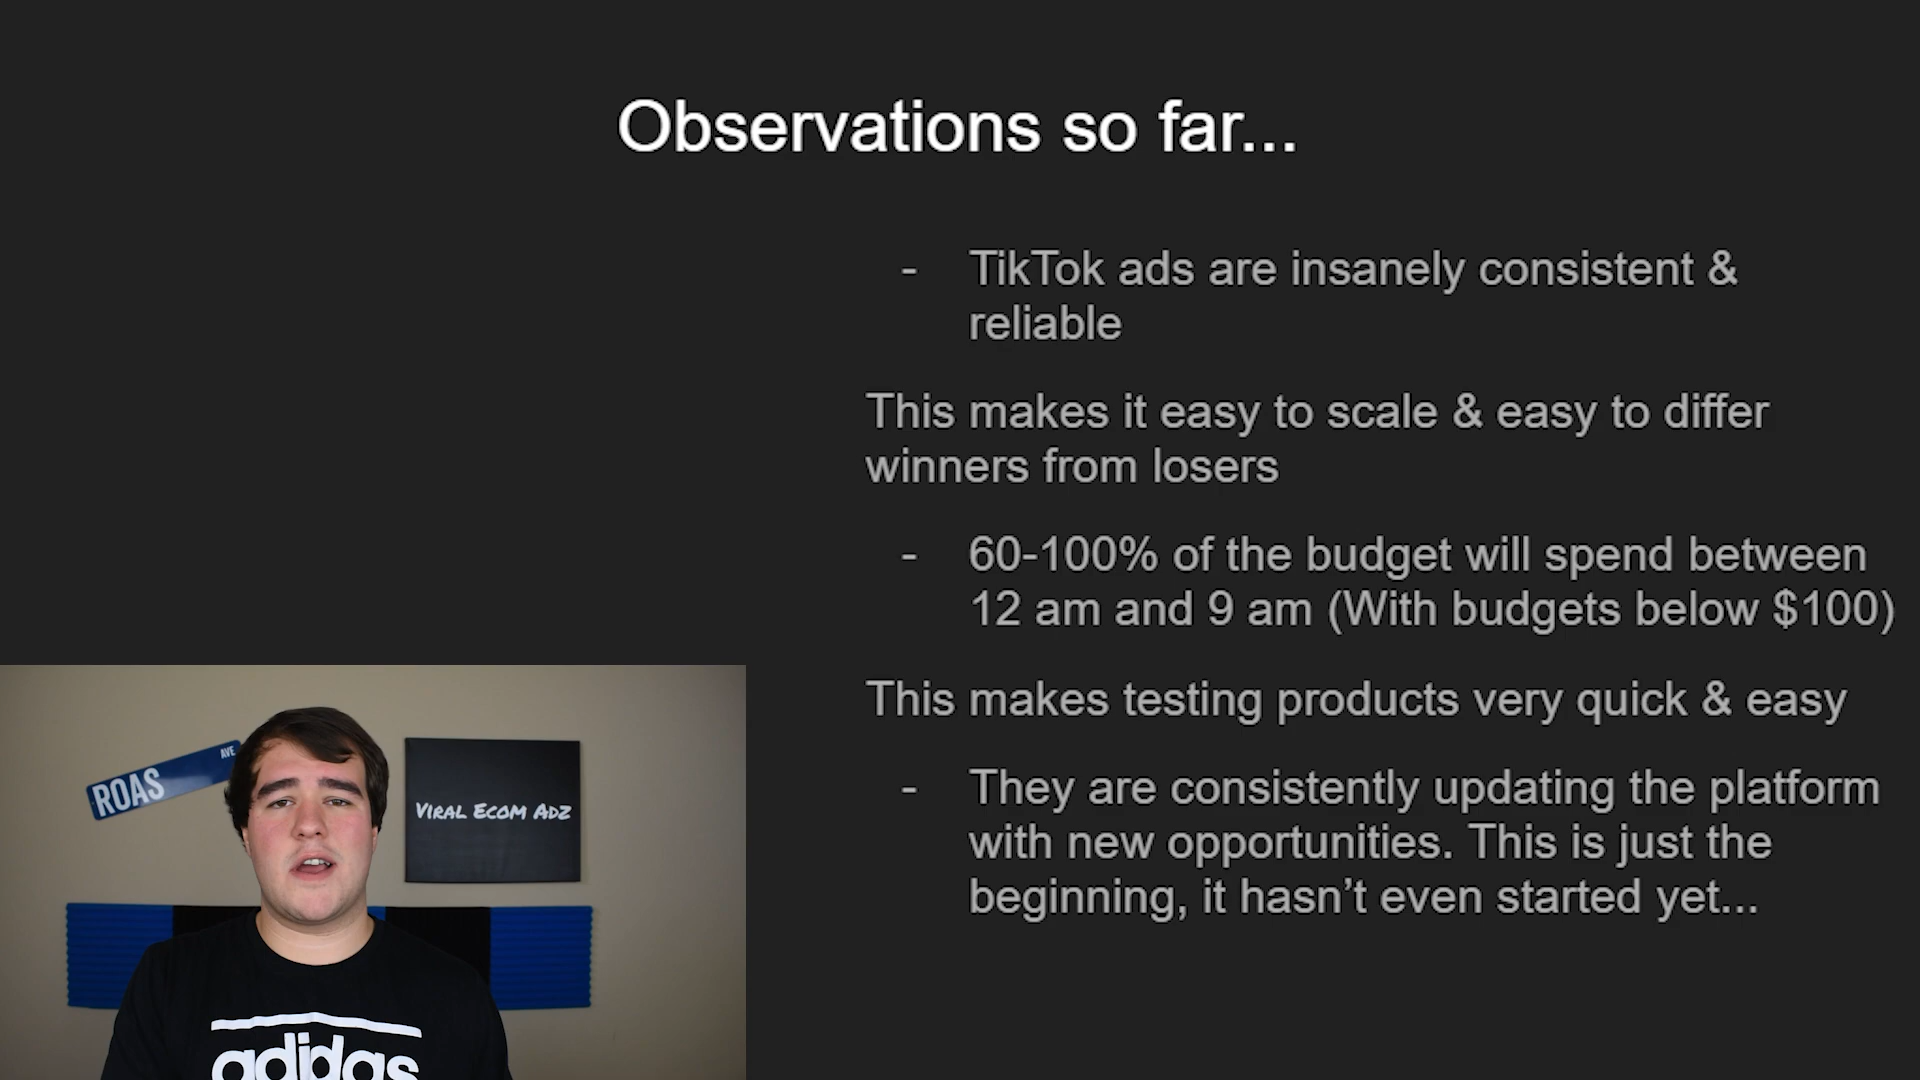 Observations so far...
- TikTok ads are insanely consistent &
reliable
This makes it easy to scale & easy to differ
winners from losers
- 60-100% of the budget will spend between
12 am and 9 am (With budgets below $100)
This makes testing products very quick & easy
- They are consistently updating the platform
with new opportunities. This is just the
beginning, it hasn’t even started yet...
ROAS AVE
VIRAL ECOM ADZ
adidas